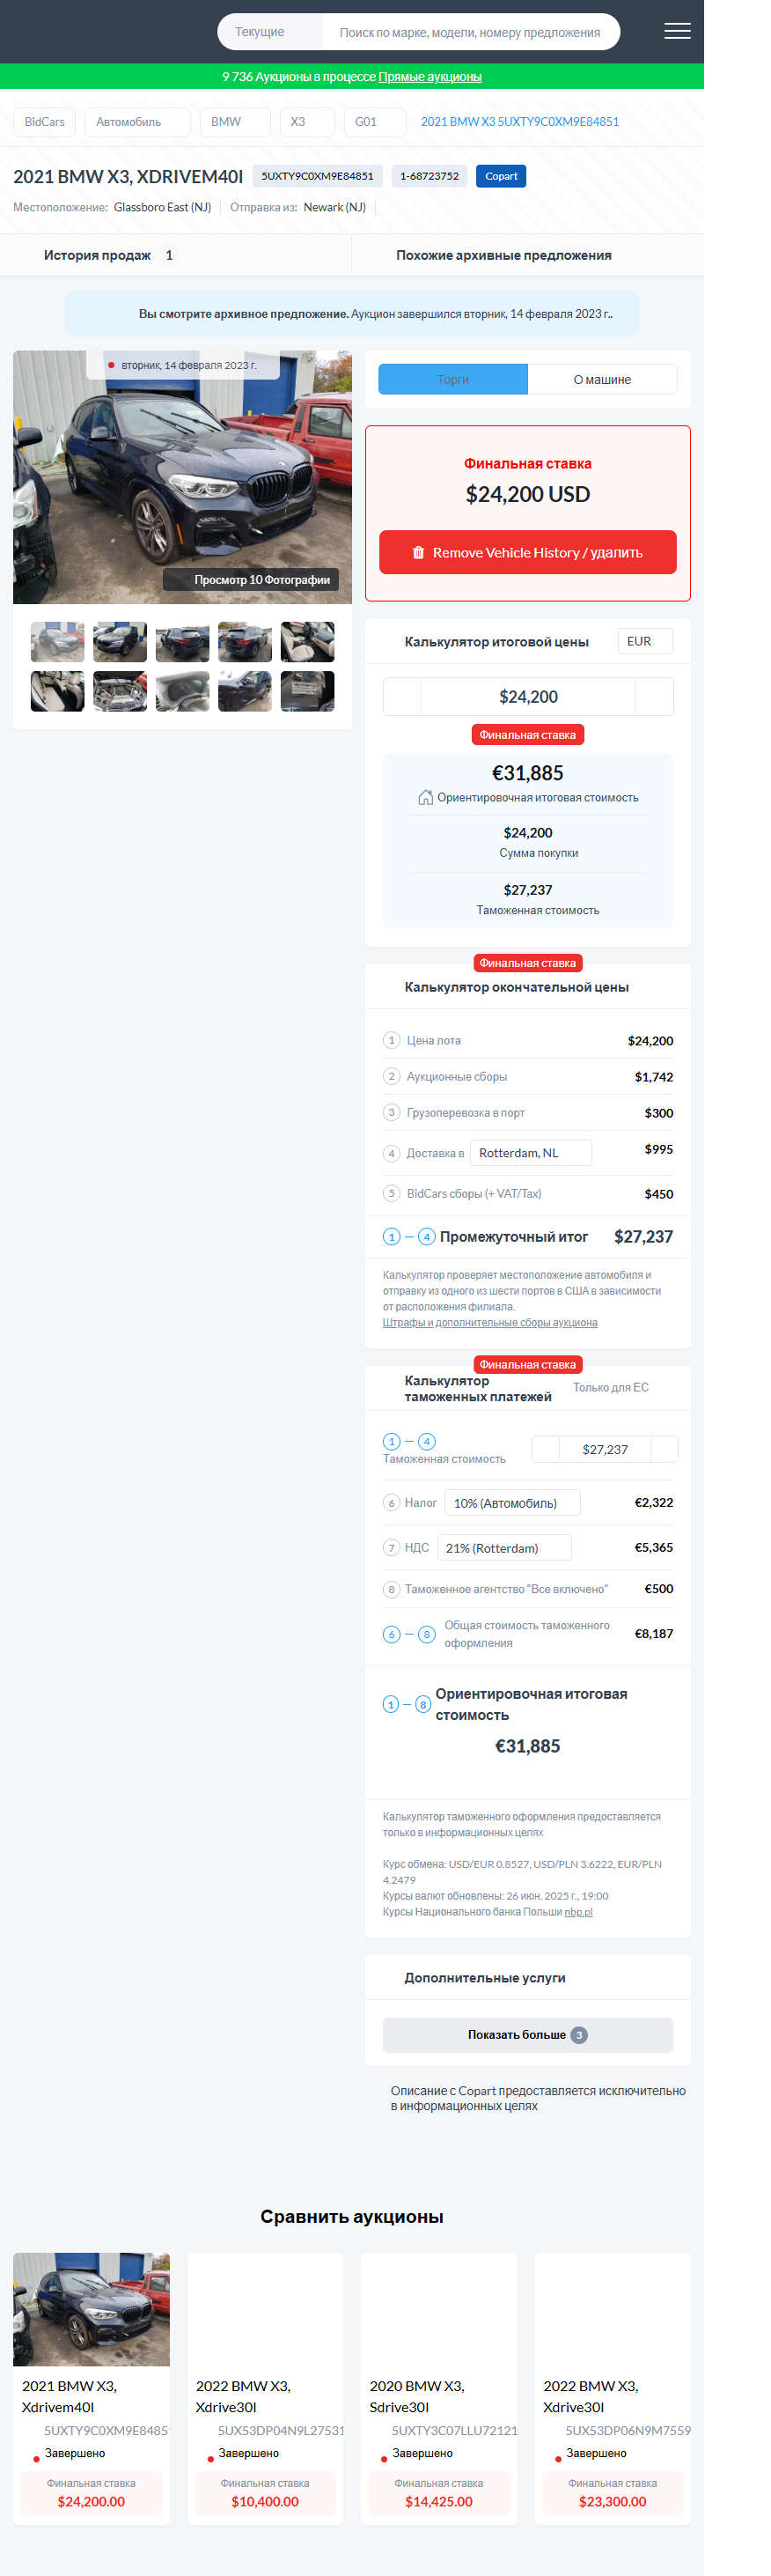 Текущие
Поиск по марке, модели, номеру предложения
9 736 Аукционы в процессе Прямые аукционы
BidCars
Автомобиль
BMW
X3
G01
2021 BMW X3 5UXTY9C0XM9E84851
2021 BMW X3, XDRIVEM40I
5UXTY9C0XM9E84851
1-68723752
Copart
Местоположение: Glassboro East (NJ)
Отправка из: Newark (NJ)
История продаж 1
Похожие архивные предложения
Вы смотрите архивное предложение. Аукцион завершился вторник, 14 февраля 2023 г..
вторник, 14 февраля 2023 г.
Просмотр 10 Фотографии
Торги
О машине
Финальная ставка
$24,200 USD
Remove Vehicle History / удалить
Калькулятор итоговой цены
EUR
$24,200
Финальная ставка
€31,885
Ориентировочная итоговая стоимость
$24,200
Сумма покупки
$27,237
Таможенная стоимость
Финальная ставка
Калькулятор окончательной цены
1 Цена лота $24,200
2 Аукционные сборы $1,742
3 Грузоперевозка в порт $300
4 Доставка в Rotterdam, NL $995
5 BidCars сборы (+ VAT/Tax) $450
1 — 4 Промежуточный итог $27,237
Калькулятор проверяет местоположение автомобиля и
отправку из одного из шести портов в США в зависимости
от расположения филиала.
Штрафы и дополнительные сборы аукциона
Финальная ставка
Калькулятор
таможенных платежей
Только для ЕС
1 — 4
Таможенная стоимость
$27,237
6 Налог 10% (Автомобиль) €2,322
7 НДС 21% (Rotterdam) €5,365
8 Таможенное агентство "Все включено" €500
6 — 8 Общая стоимость таможенного
оформления
€8,187
1 — 8 Ориентировочная итоговая
стоимость
€31,885
Калькулятор таможенного оформления предоставляется
только в информационных целях
Курс обмена: USD/EUR 0.8527, USD/PLN 3.6222, EUR/PLN
4.2479
Курсы валют обновлены: 26 июн. 2025 г., 19:00
Курсы Национального банка Польши nbp.pl
Дополнительные услуги
Показать больше 3
Описание с Copart предоставляется исключительно
в информационных целях
Сравнить аукционы
2021 BMW X3,
Xdrivem40I
5UXTY9C0XM9E8485
Завершено
Финальная ставка
$24,200.00
2022 BMW X3,
Xdrive30I
5UX53DP04N9L27531
Завершено
Финальная ставка
$10,400.00
2020 BMW X3,
Sdrive30I
5UXTY3C07LLU72121
Завершено
Финальная ставка
$14,425.00
2022 BMW X3,
Xdrive30I
5UX53DP06N9M7559
Завершено
Финальная ставка
$23,300.00